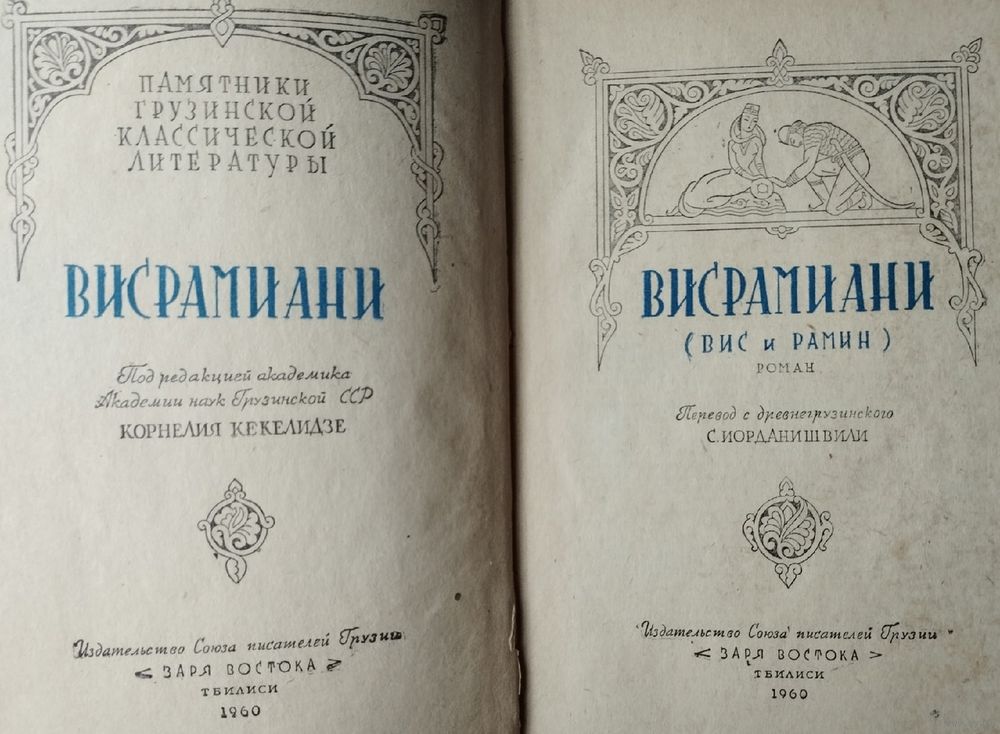 ПАМЯТНИКИ
ГРУЗИНСКОЙ
КЛАССИЧЕСКОЙ
ЛИТЕРАТУРЫ
ВИСРАМИАНИ
Под редакцией академика
Академии наук Грузинской ССР
КОРНЕЛИЯ КЕКЕЛИДЗЕ
Издательство Союза писателей Грузии
< ЗАРЯ ВОСТОКА >
ТБИЛИСИ
1960
ВИСРАМИАНИ
(ВИС и РАМИН)
РОМАН
Перевод с древнегрузинского
С. ИОРДАНИШВИЛИ
Издательство Союза писателей Грузии
< ЗАРЯ ВОСТОКА >
ТБИЛИСИ
1960